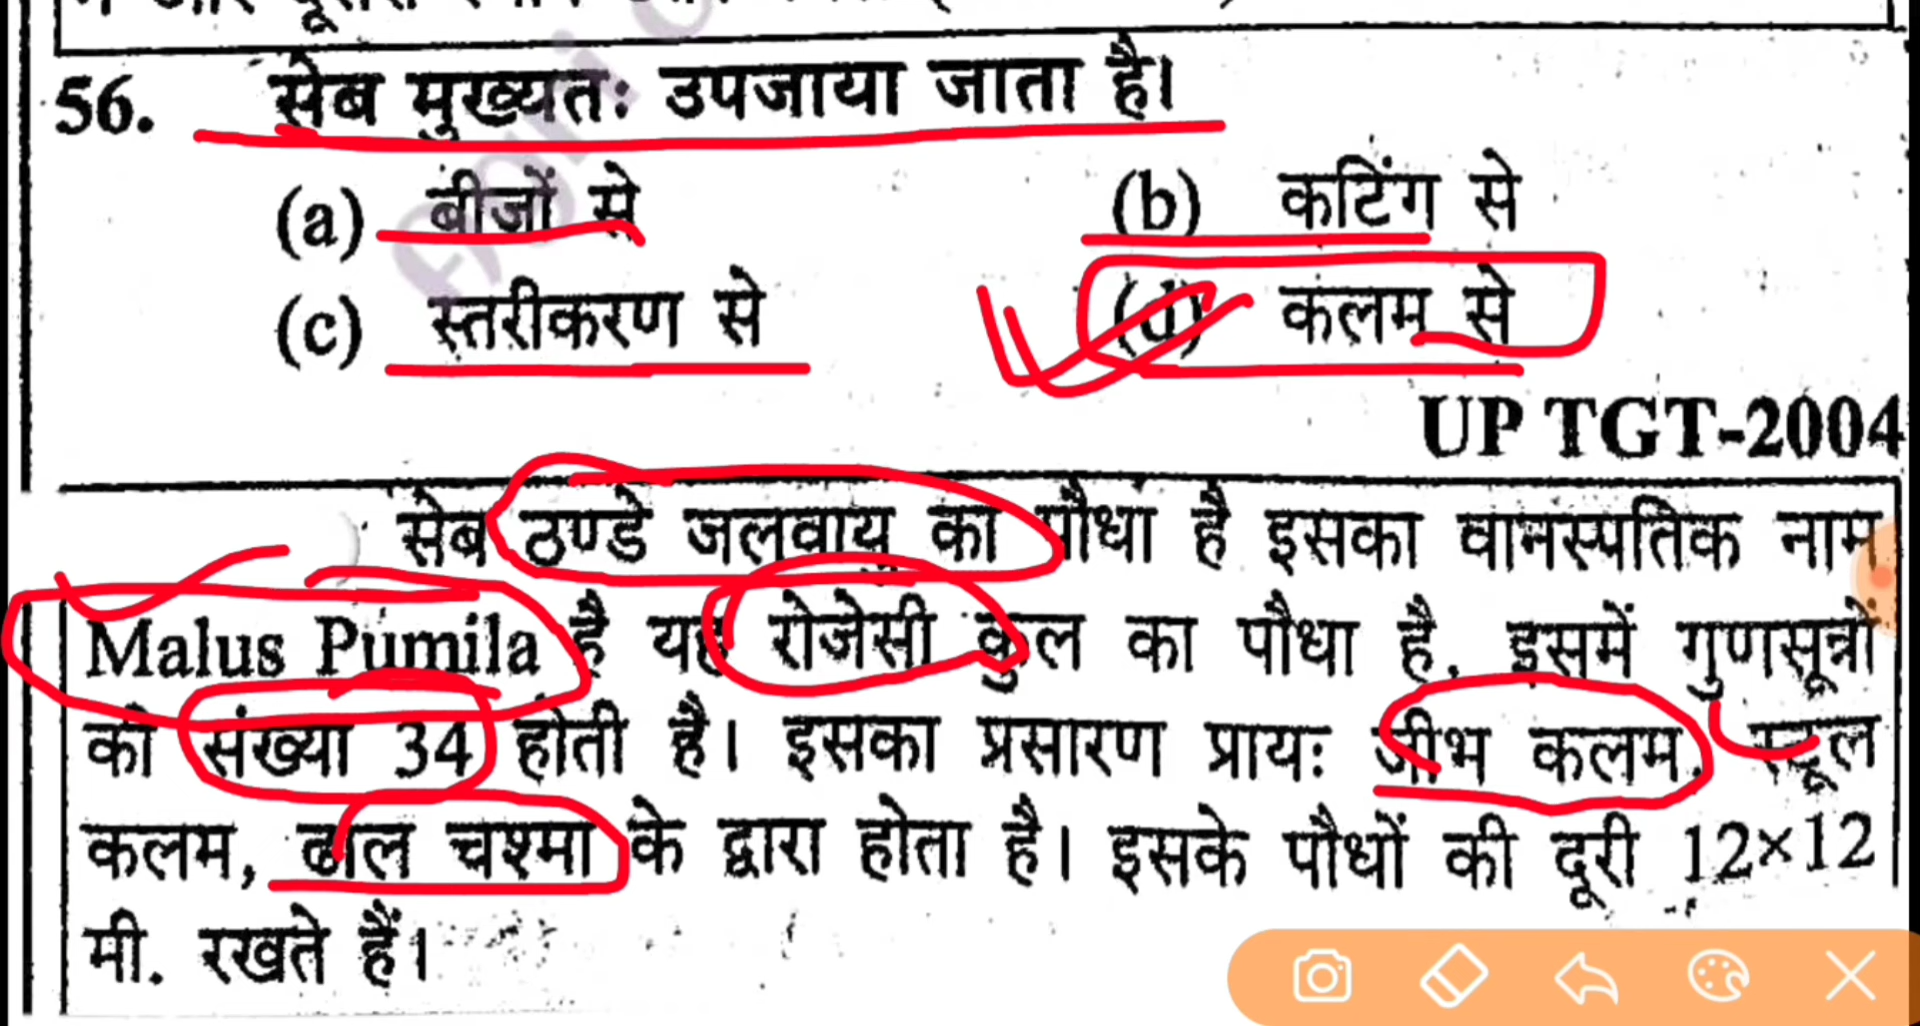 56. सेब मुख्यतः उपजाया जाता है।
(a) बीजों से (b) कटिंग से
(c) स्तरीकरण से (d) कलम से
UP TGT-2004
सेब ठण्डे जलवायु का पौधा है इसका वानस्पतिक नाम
Malus Pumila है यह रोजेसी कुल का पौधा है. इसमें गुणसूत्रों
की संख्या 34 होती है। इसका प्रसारण प्रायः जीभ कलम, स्टूल
कलम, ढाल चश्मा के द्वारा होता है। इसके पौधों की दूरी 12×12
मी. रखते हैं।